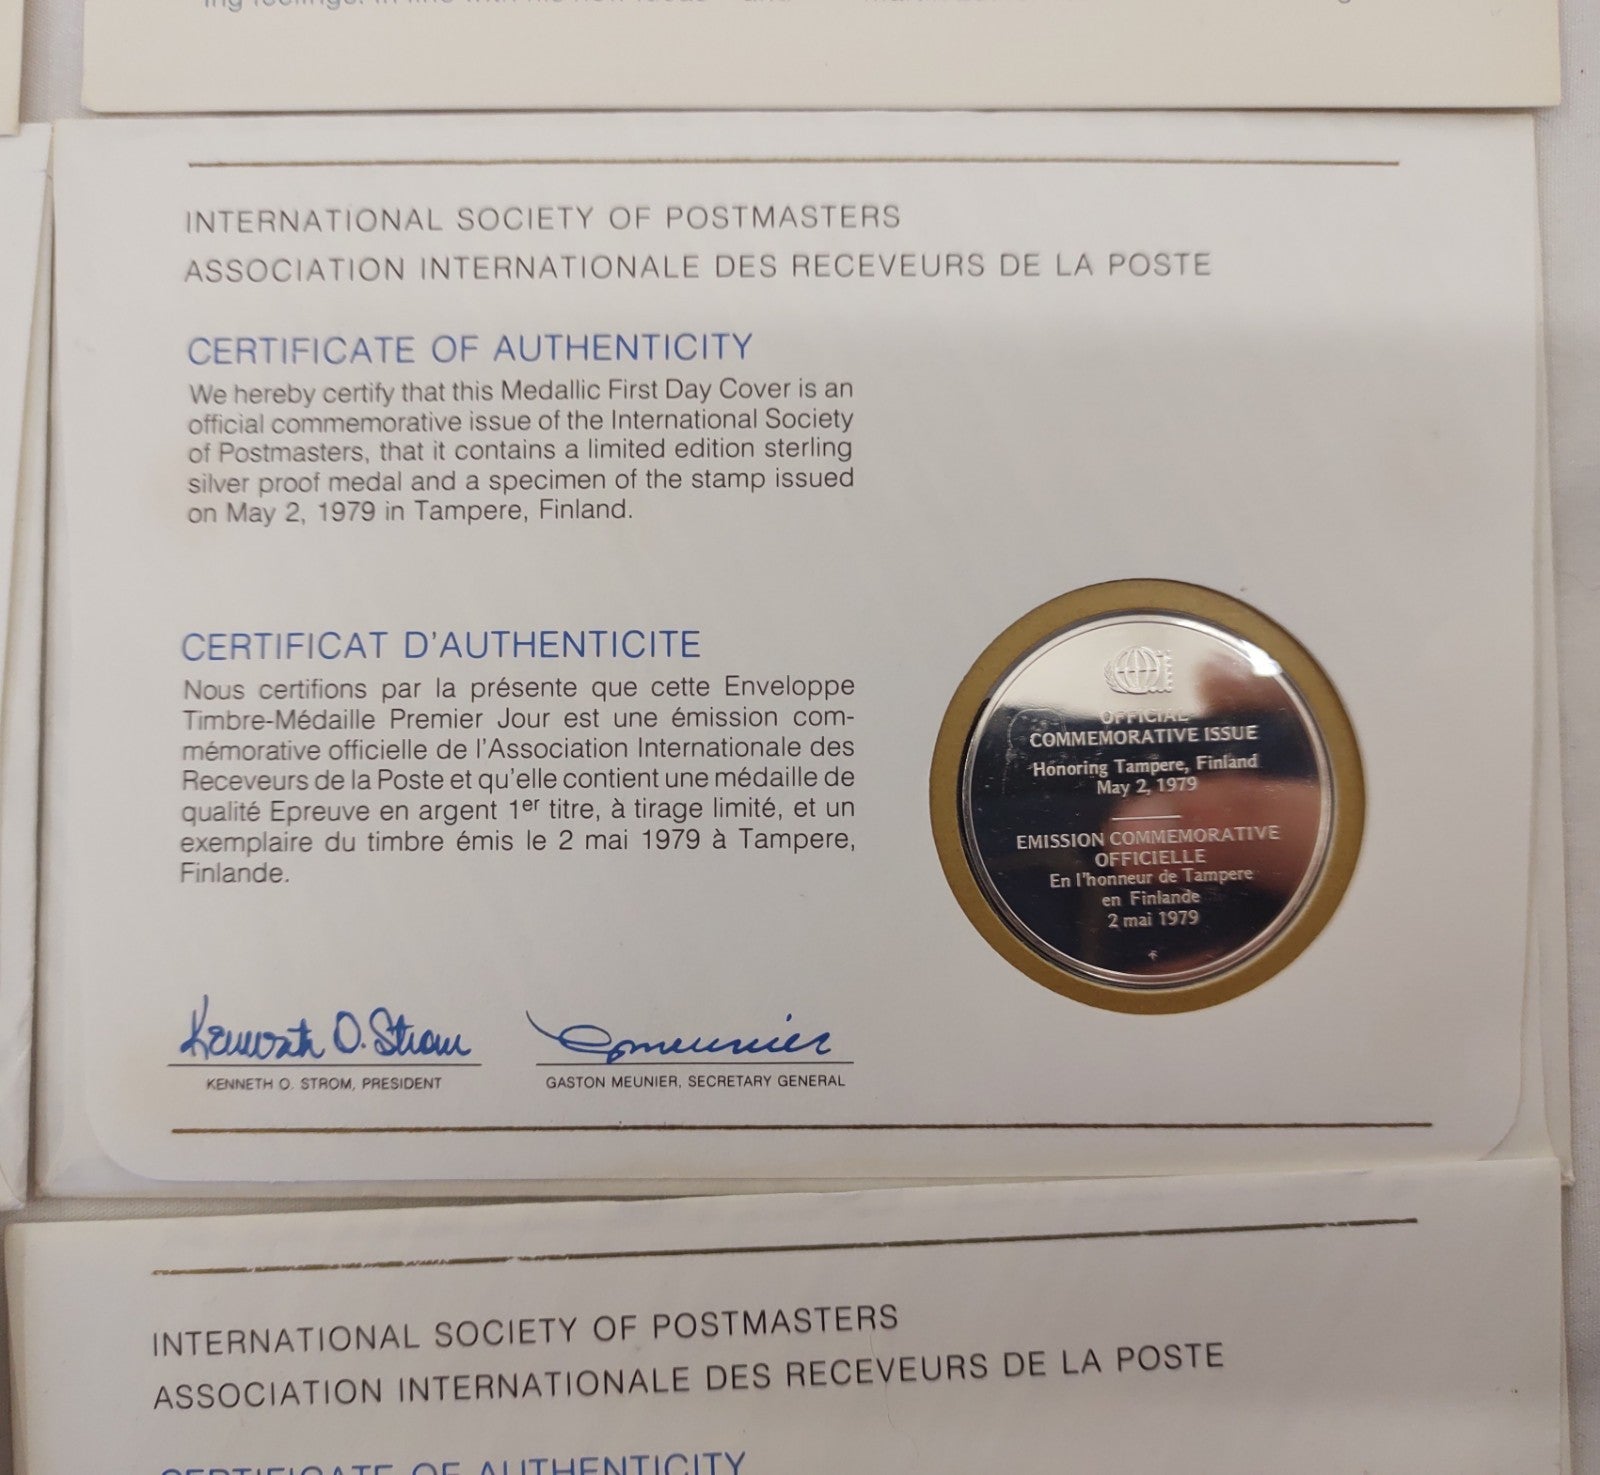 INTERNATIONAL SOCIETY OF POSTMASTERS
ASSOCIATION INTERNATIONALE DES RECEVEURS DE LA POSTE
CERTIFICATE OF AUTHENTICITY
We hereby certify that this Medallic First Day Cover is an
official commemorative issue of the International Society
of Postmasters, that it contains a limited edition sterling
silver proof medal and a specimen of the stamp issued
on May 2, 1979 in Tampere, Finland.
CERTIFICAT D'AUTHENTICITE
Nous certifions par la présente que cette Enveloppe
Timbre-Médaille Premier Jour est une émission com-
mémorative officielle de l'Association Internationale des
Receveurs de la Poste et qu'elle contient une médaille de
qualité Epreuve en argent 1er titre, à tirage limité, et un
exemplaire du timbre émis le 2 mai 1979 à Tampere,
Finlande.
OFFICIAL
COMMEMORATIVE ISSUE
Honoring Tampere, Finland
May 2, 1979
EMISSION COMMEMORATIVE
OFFICIELLE
En l'honneur de Tampere
en Finlande
2 mai 1979
Kenneth O. Strom
KENNETH O. STROM, PRESIDENT
GMeunier
GASTON MEUNIER, SECRETARY GENERAL
INTERNATIONAL SOCIETY OF POSTMASTERS
ASSOCIATION INTERNATIONALE DES RECEVEURS DE LA POSTE
CERTIFICATE OF AUTHENTICITY